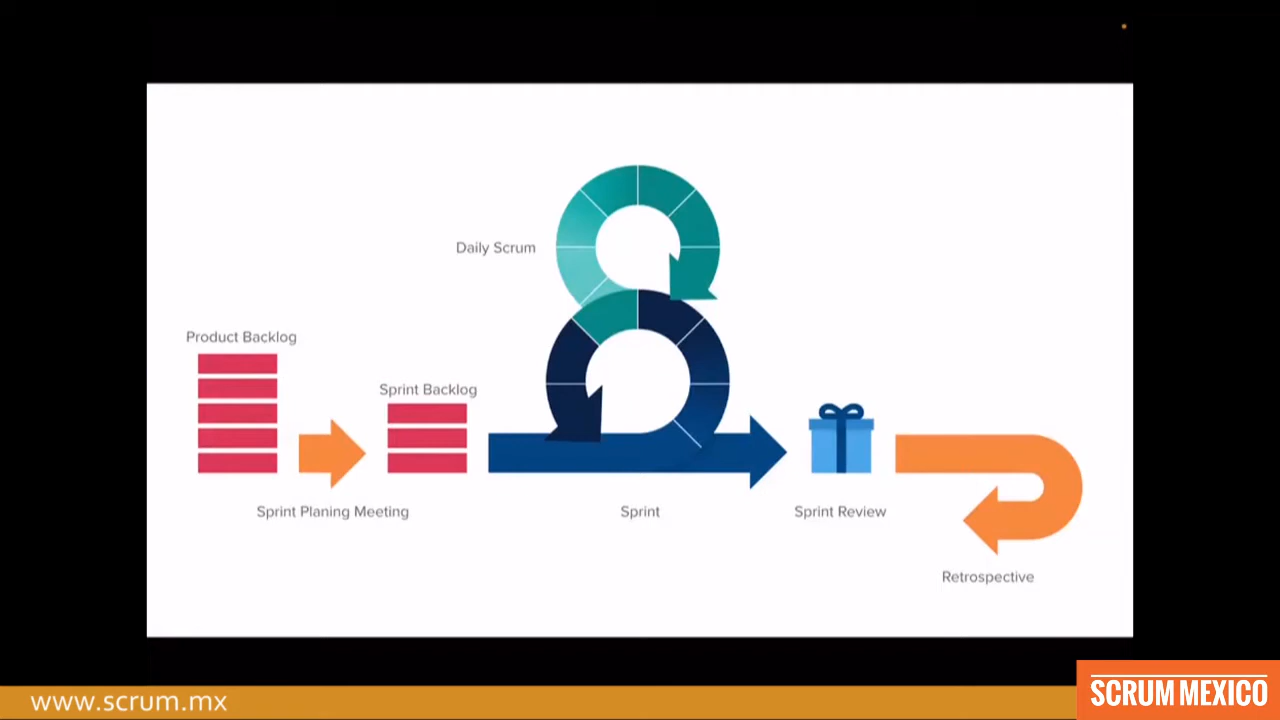 Daily Scrum
Product Backlog
Sprint Backlog
Sprint Planing Meeting
Sprint
Sprint Review
Retrospective
www.scrum.mx
SCRUM MEXICO